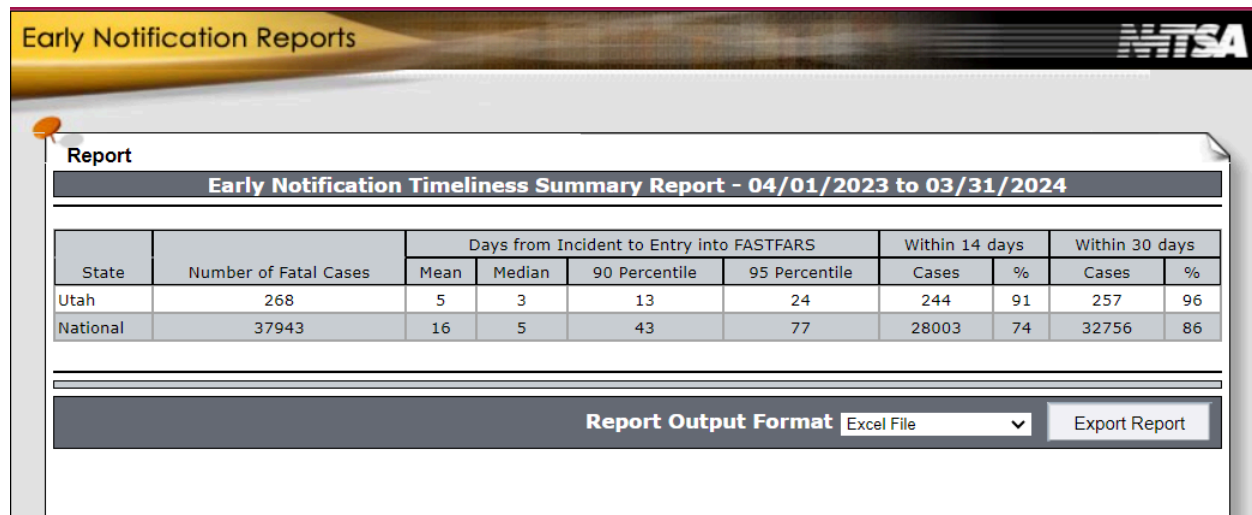 Early Notification Reports
NHTSA
Report
Early Notification Timeliness Summary Report - 04/01/2023 to 03/31/2024
Days from Incident to Entry into FASTFARS Within 14 days Within 30 days
State Number of Fatal Cases Mean Median 90 Percentile 95 Percentile Cases % Cases %
Utah 268 5 3 13 24 244 91 257 96
National 37943 16 5 43 77 28003 74 32756 86
Report Output Format Excel File Export Report